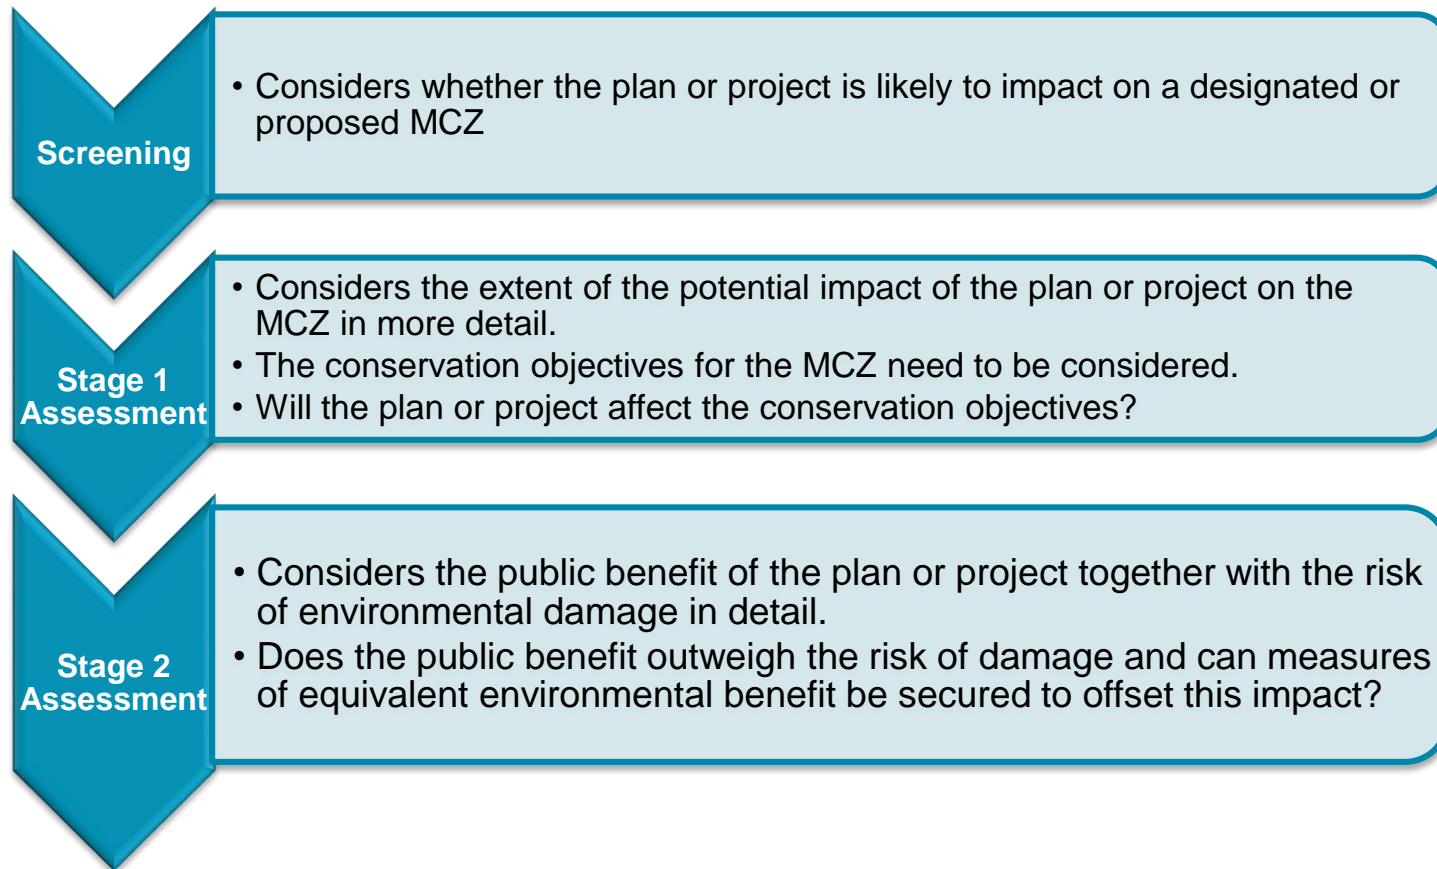 Screening
• Considers whether the plan or project is likely to impact on a designated or
proposed MCZ
Stage 1
Assessment
• Considers the extent of the potential impact of the plan or project on the
MCZ in more detail.
• The conservation objectives for the MCZ need to be considered.
• Will the plan or project affect the conservation objectives?
Stage 2
Assessment
• Considers the public benefit of the plan or project together with the risk
of environmental damage in detail.
• Does the public benefit outweigh the risk of damage and can measures
of equivalent environmental benefit be secured to offset this impact?